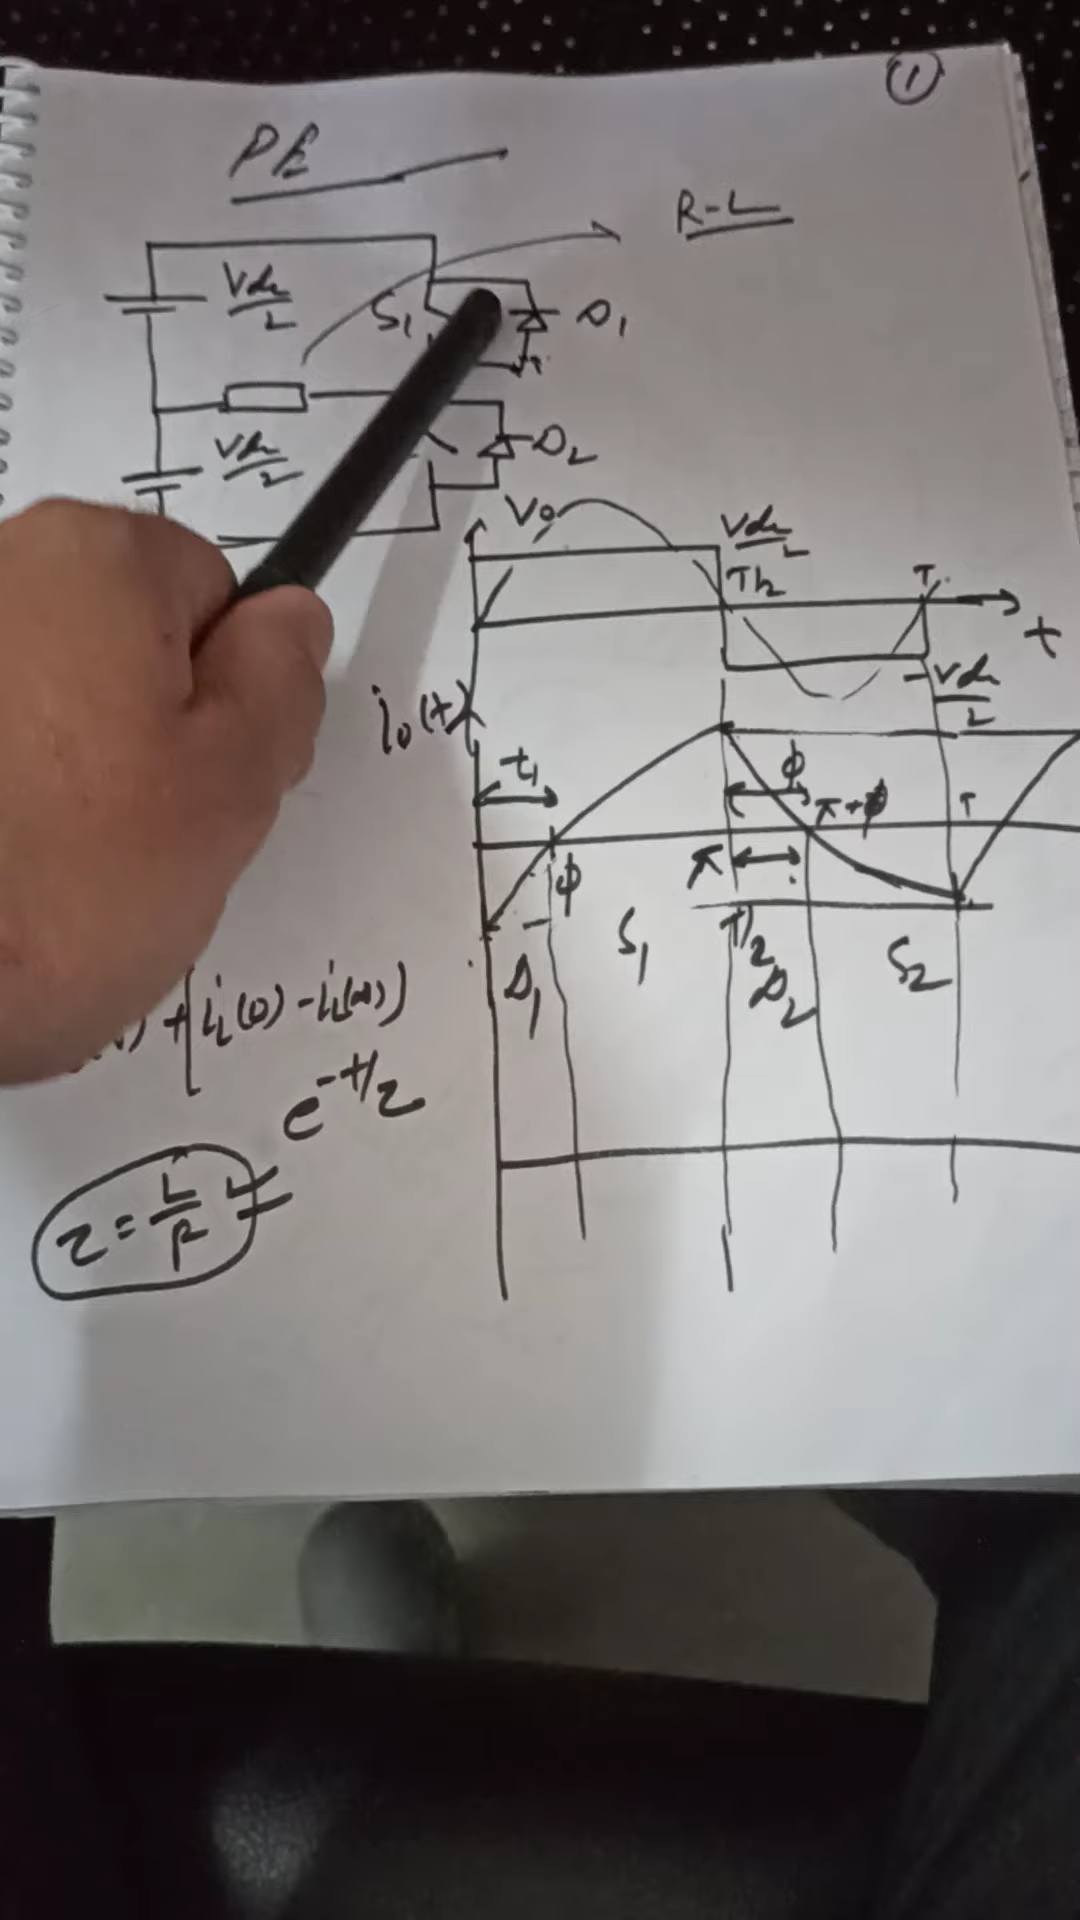 ①
PE
R-L
Vdc/2
S1
D1
Vdc/2
D2
Vo
Vdc/2
T/2
T
t
-Vdc/2
io(t)
t1
ϕ
π+ϕ
T
ϕ
π
T/2
D1
S1
D2
S2
+[iL(0)-iL(∞)]
e^-t/τ
τ=L/R